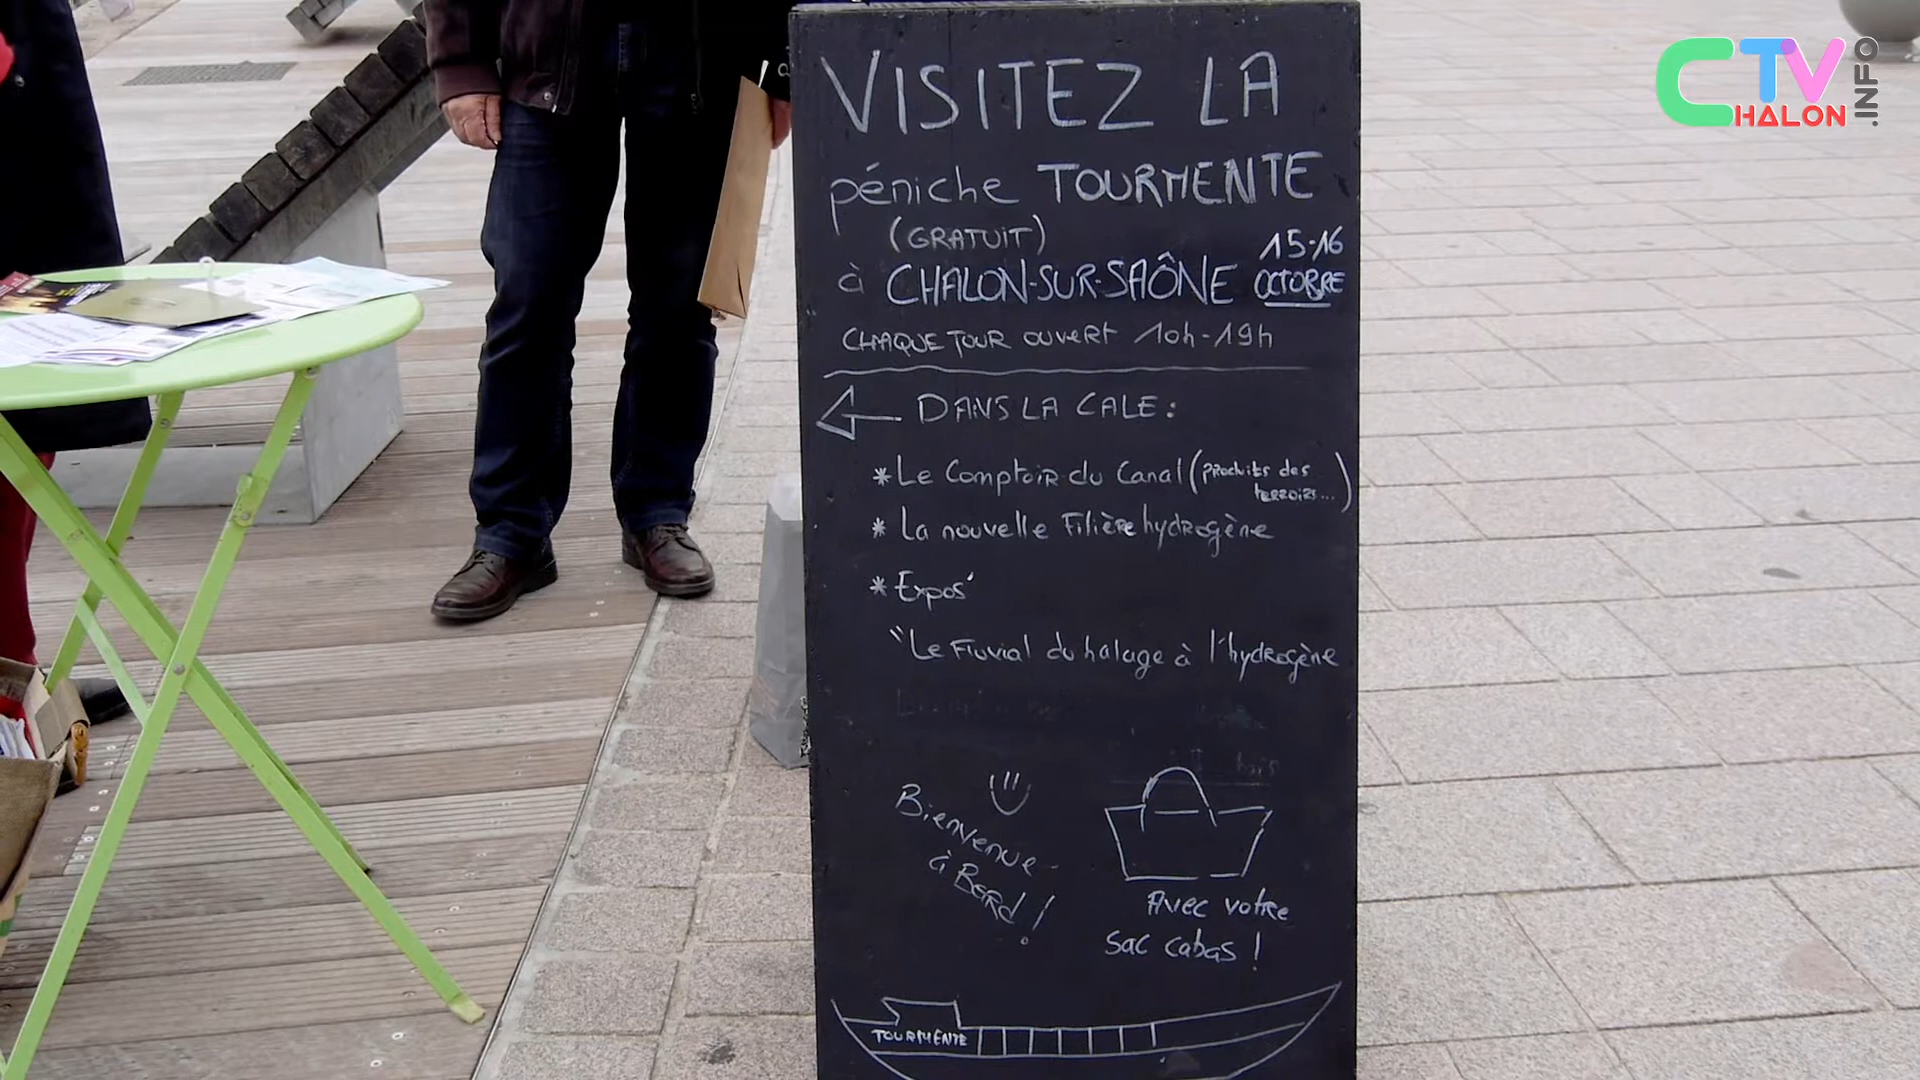 CTV
CHALON
.INFO
VISITEZ LA
péniche TOURMENTE
(GRATUIT)
15-16
à CHALON-SUR-SAÔNE OCTOBRE
CHAQUE JOUR OUVERT 10h-19h
DANS LA CALE :
* Le Comptoir du Canal (Produits des
terroirs...)
* La nouvelle Filière hydrogène
* Expos'
"Le Fluvial du halage à l'hydrogène
Bienvenue
à Bord !
Avec votre
sac cabas !
TOURMENTE